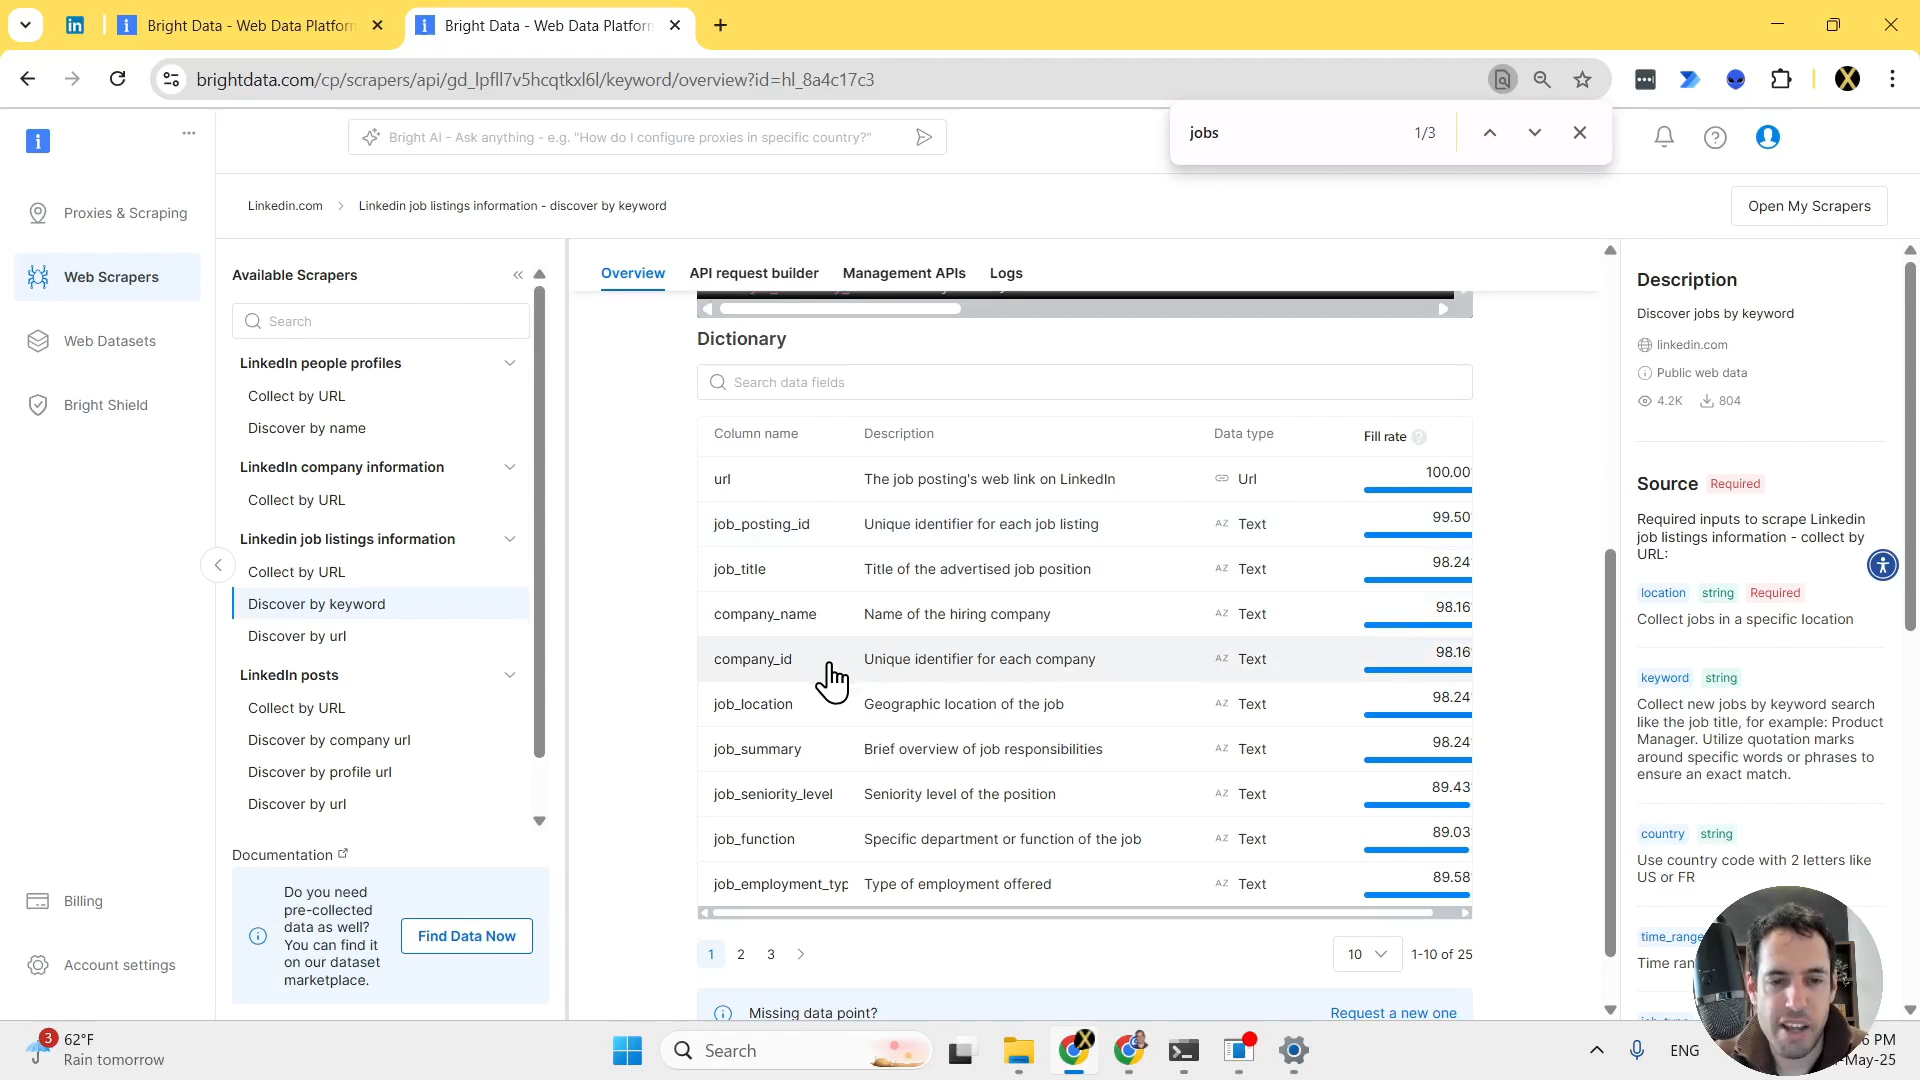 Bright Data - Web Data Platform
Bright Data - Web Data Platform
brightdata.com/cp/scrapers/api/gd_lpfll7v5hcqtkxl6l/keyword/overview?id=hl_8a4c17c3
jobs
1/3
Bright AI - Ask anything - e.g. "How do I configure proxies in specific country?"
Linkedin.com
Linkedin job listings information - discover by keyword
Open My Scrapers
Proxies & Scraping
Web Scrapers
Web Datasets
Bright Shield
Billing
Account settings
Available Scrapers
Search
LinkedIn people profiles
Collect by URL
Discover by name
LinkedIn company information
Collect by URL
Linkedin job listings information
Collect by URL
Discover by keyword
Discover by url
LinkedIn posts
Collect by URL
Discover by company url
Discover by profile url
Discover by url
Documentation
Do you need
pre-collected
data as well?
You can find it
on our dataset
marketplace.
Find Data Now
Overview
API request builder
Management APIs
Logs
Dictionary
Search data fields
Column name Description Data type Fill rate
url The job posting's web link on LinkedIn Url 100.00
job_posting_id Unique identifier for each job listing AZ Text 99.50
job_title Title of the advertised job position AZ Text 98.24
company_name Name of the hiring company AZ Text 98.16
company_id Unique identifier for each company AZ Text 98.16
job_location Geographic location of the job AZ Text 98.24
job_summary Brief overview of job responsibilities AZ Text 98.24
job_seniority_level Seniority level of the position AZ Text 89.43
job_function Specific department or function of the job AZ Text 89.03
job_employment_typ Type of employment offered AZ Text 89.58
1 2 3
10
1-10 of 25
Missing data point?
Request a new one
Description
Discover jobs by keyword
linkedin.com
Public web data
4.2K 804
Source Required
Required inputs to scrape Linkedin
job listings information - collect by
URL:
location string Required
Collect jobs in a specific location
keyword string
Collect new jobs by keyword search
like the job title, for example: Product
Manager. Utilize quotation marks
around specific words or phrases to
ensure an exact match.
country string
Use country code with 2 letters like
US or FR
time_range
Time ran
3
62°F
Rain tomorrow
Search
ENG
6 PM
-May-25